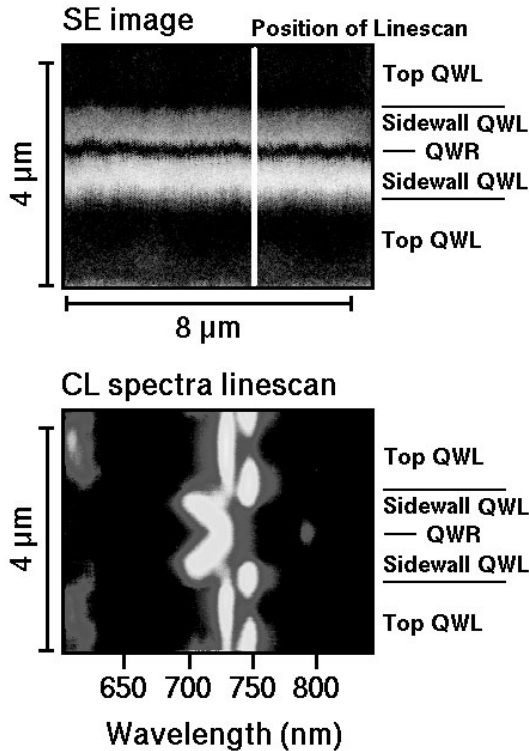 SE image
Position of Linescan
Top QWL
Sidewall QWL
QWR
Sidewall QWL
Top QWL
4 µm
8 µm
CL spectra linescan
Top QWL
Sidewall QWL
QWR
Sidewall QWL
Top QWL
4 µm
650 700 750 800
Wavelength (nm)